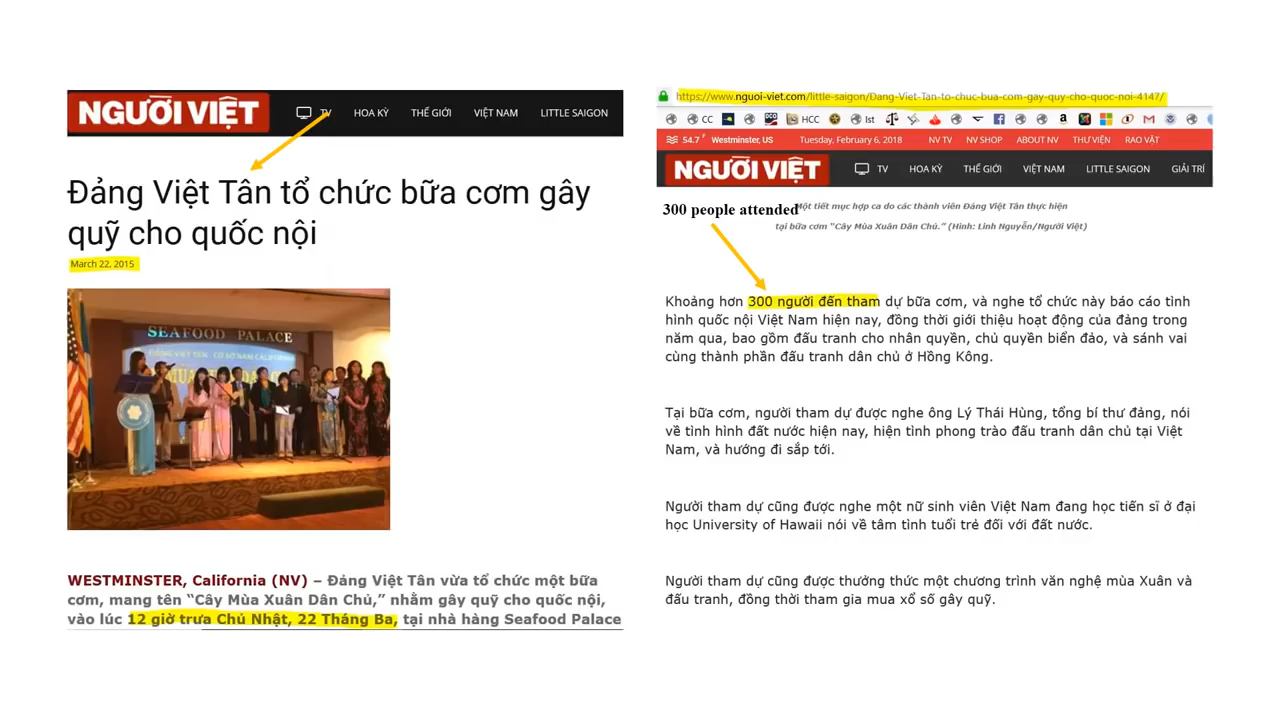 NGƯỜI VIỆT
TV HOA KỲ THẾ GIỚI VIỆT NAM LITTLE SAIGON
Đảng Việt Tân tổ chức bữa cơm gây
quỹ cho quốc nội
March 22, 2015
SEAFOOD PALACE
WESTMINSTER, California (NV) – Đảng Việt Tân vừa tổ chức một bữa
cơm, mang tên “Cây Mùa Xuân Dân Chủ,” nhằm gây quỹ cho quốc nội,
vào lúc 12 giờ trưa Chủ Nhật, 22 Tháng Ba, tại nhà hàng Seafood Palace
https://www.nguoi-viet.com/little-saigon/Dang-Viet-Tan-to-chuc-bua-com-gay-quy-cho-quoc-noi-4147/
CC HCC Ist
54.7 F Westminster, US Tuesday, February 6, 2018 NV TV NV SHOP ABOUT NV THƯ VIỆN RAO VẶT
NGƯỜI VIỆT
TV HOA KỲ THẾ GIỚI VIỆT NAM LITTLE SAIGON GIẢI TRÍ
300 people attended
Một tiết mục hợp ca do các thành viên Đảng Việt Tân thực hiện
tại bữa cơm “Cây Mùa Xuân Dân Chủ.” (Hình: Linh Nguyễn/Người Việt)
Khoảng hơn 300 người đến tham dự bữa cơm, và nghe tổ chức này báo cáo tình
hình quốc nội Việt Nam hiện nay, đồng thời giới thiệu hoạt động của đảng trong
năm qua, bao gồm đấu tranh cho nhân quyền, chủ quyền biển đảo, và sánh vai
cùng thành phần đấu tranh dân chủ ở Hồng Kông.
Tại bữa cơm, người tham dự được nghe ông Lý Thái Hùng, tổng bí thư đảng, nói
về tình hình đất nước hiện nay, hiện tình phong trào đấu tranh dân chủ tại Việt
Nam, và hướng đi sắp tới.
Người tham dự cũng được nghe một nữ sinh viên Việt Nam đang học tiến sĩ ở đại
học University of Hawaii nói về tâm tình tuổi trẻ đối với đất nước.
Người tham dự cũng được thưởng thức một chương trình văn nghệ mùa Xuân và
đấu tranh, đồng thời tham gia mua xổ số gây quỹ.